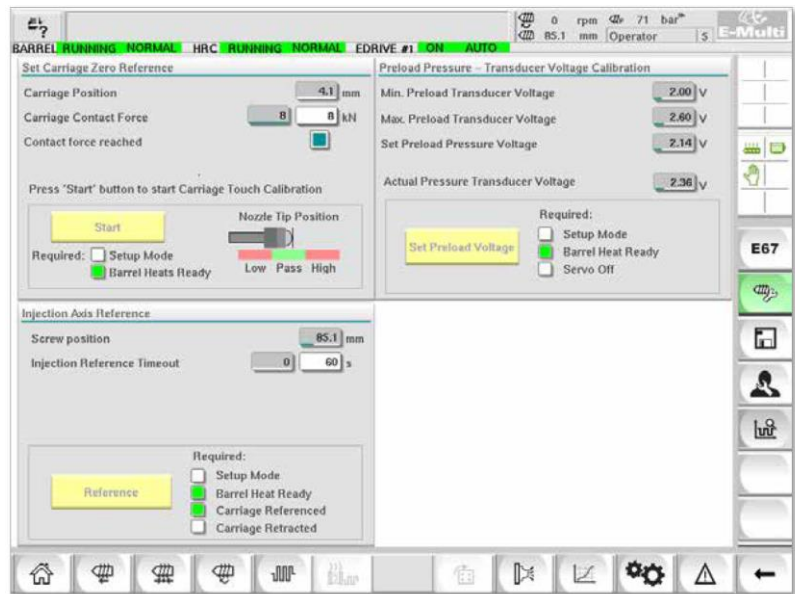 0 rpm 71 bar"
85.1 mm Operator S
E-Multi
BARREL RUNNING NORMAL HRC RUNNING NORMAL EDRIVE #1 ON AUTO
Set Carriage Zero Reference
Carriage Position 4.1 mm
Carriage Contact Force 8 8 kN
Contact force reached
Press "Start" button to start Carriage Touch Calibration
Start
Nozzle Tip Position
Required: Setup Mode
Barrel Heats Ready
Low Pass High
Preload Pressure - Transducer Voltage Calibration
Min. Preload Transducer Voltage 2.00 V
Max. Preload Transducer Voltage 2.60 V
Set Preload Pressure Voltage 2.14 V
Actual Pressure Transducer Voltage 2.36 V
Set Preload Voltage
Required:
Setup Mode
Barrel Heat Ready
Servo Off
E67
Injection Axis Reference
Screw position 85.1 mm
Injection Reference Timeout 0 60 s
Reference
Required:
Setup Mode
Barrel Heat Ready
Carriage Referenced
Carriage Retracted